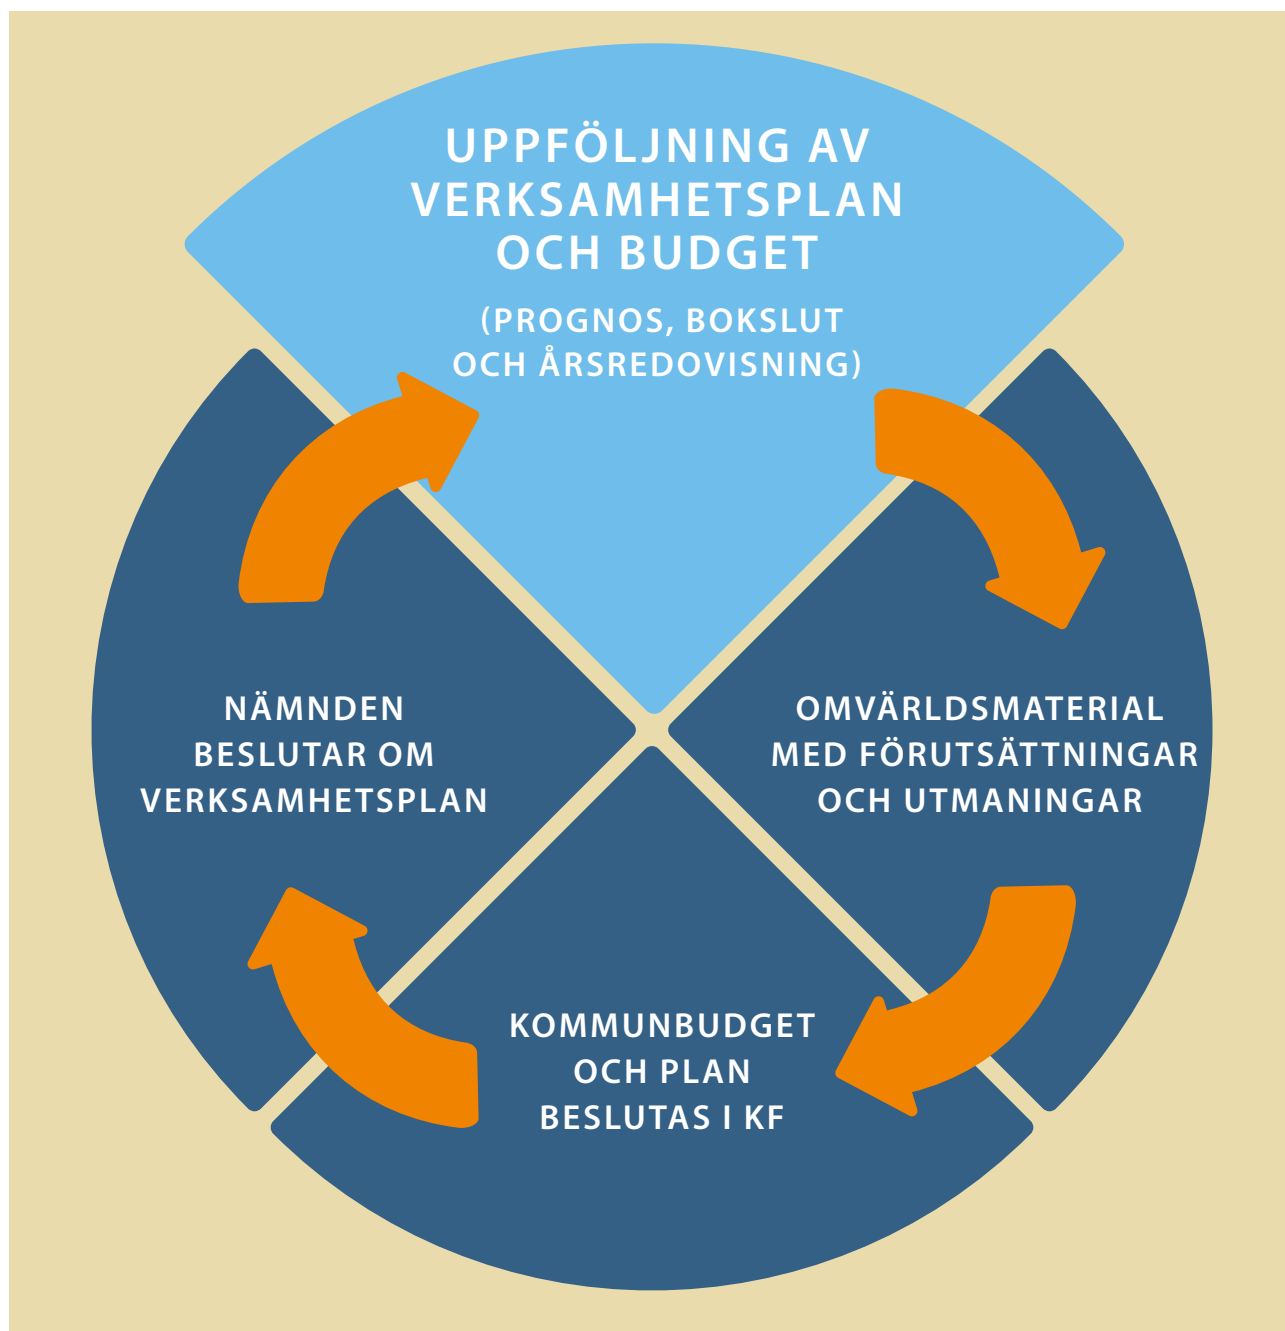 UPPFÖLJNING AV
VERKSAMHETSPLAN
OCH BUDGET
(PROGNOS, BOKSLUT
OCH ÅRSREDOVISNING)
OMVÄRLDSMATERIAL
MED FÖRUTSÄTTNINGAR
OCH UTMANINGAR
KOMMUNBUDGET
OCH PLAN
BESLUTAS I KF
NÄMNDEN
BESLUTAR OM
VERKSAMHETSPLAN